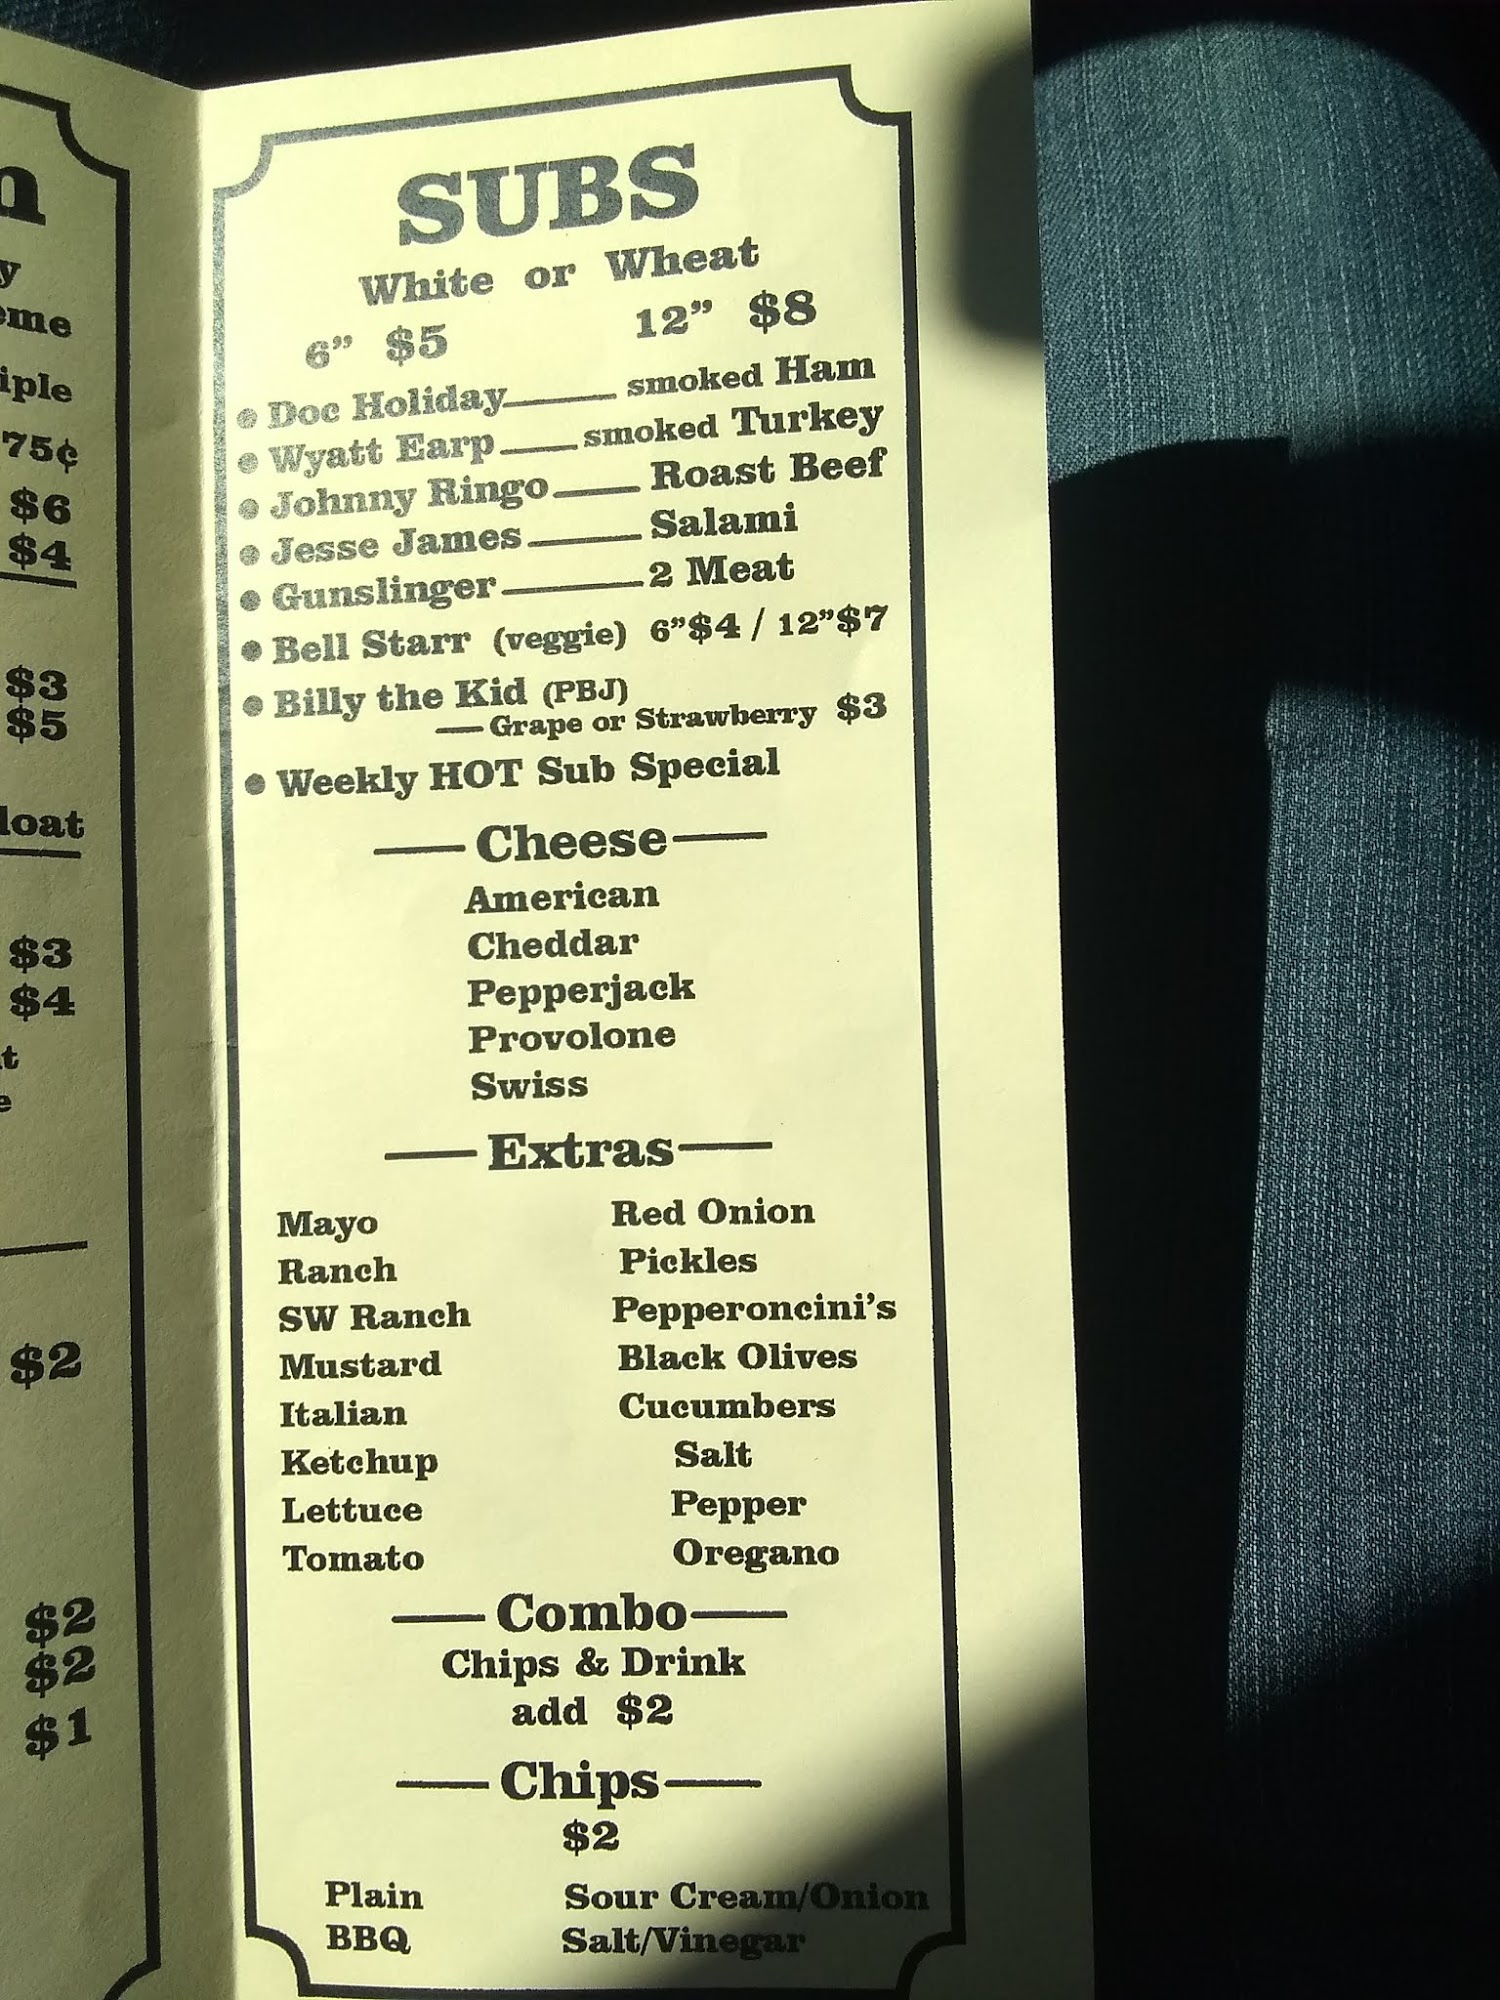 n
y
eme
iple
75¢
$6
$4
$3
$5
loat
$3
$4
t
e
$2
$2
$2
$1
SUBS
White or Wheat
6" $5 12" $8
• Doc Holiday smoked Ham
• Wyatt Earp smoked Turkey
• Johnny Ringo Roast Beef
• Jesse James Salami
• Gunslinger 2 Meat
• Bell Starr (veggie) 6"$4 / 12"$7
• Billy the Kid (PBJ)
— Grape or Strawberry $3
• Weekly HOT Sub Special
— Cheese —
American
Cheddar
Pepperjack
Provolone
Swiss
— Extras —
Mayo Red Onion
Ranch Pickles
SW Ranch Pepperoncini's
Mustard Black Olives
Italian Cucumbers
Ketchup Salt
Lettuce Pepper
Tomato Oregano
— Combo —
Chips & Drink
add $2
— Chips —
$2
Plain Sour Cream/Onion
BBQ Salt/Vinegar